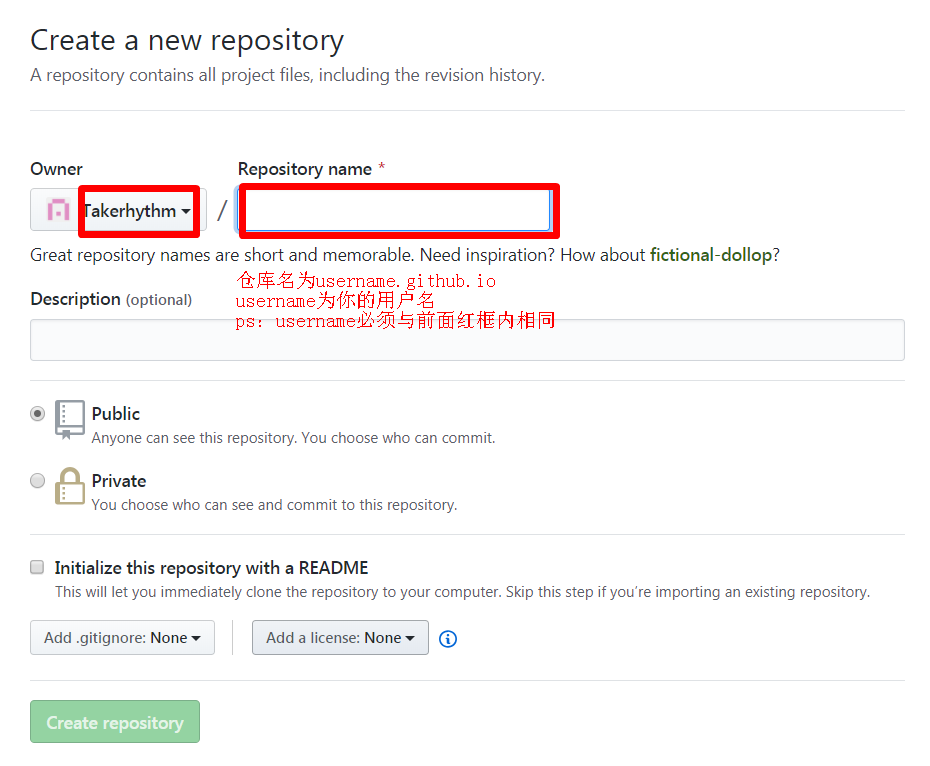 Create a new repository
A repository contains all project files, including the revision history.
Owner
Repository name *
Takerhythm
/
Great repository names are short and memorable. Need inspiration? How about fictional-dollop?
仓库名为username.github.io
username为你的用户名
ps：username必须与前面红框内相同
Description (optional)
Public
Anyone can see this repository. You choose who can commit.
Private
You choose who can see and commit to this repository.
Initialize this repository with a README
This will let you immediately clone the repository to your computer. Skip this step if you’re importing an existing repository.
Add .gitignore: None
Add a license: None
Create repository